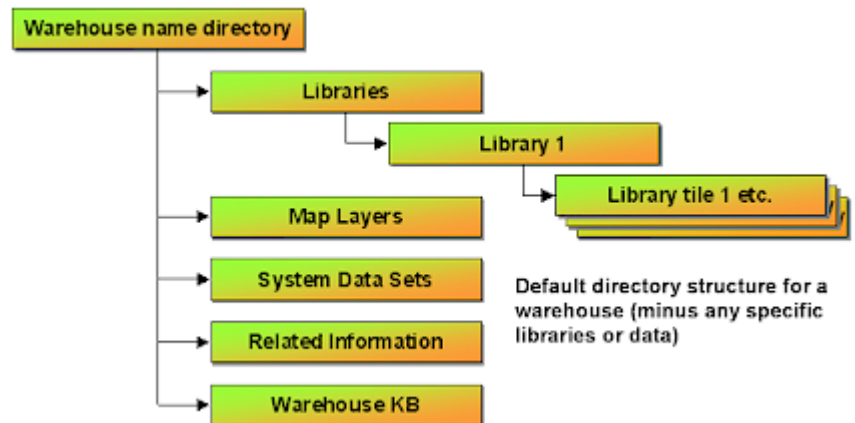 Warehouse name directory
Libraries
Library 1
Library tile 1 etc.
Map Layers
System Data Sets
Default directory structure for a
warehouse (minus any specific
libraries or data)
Related Information
Warehouse KB